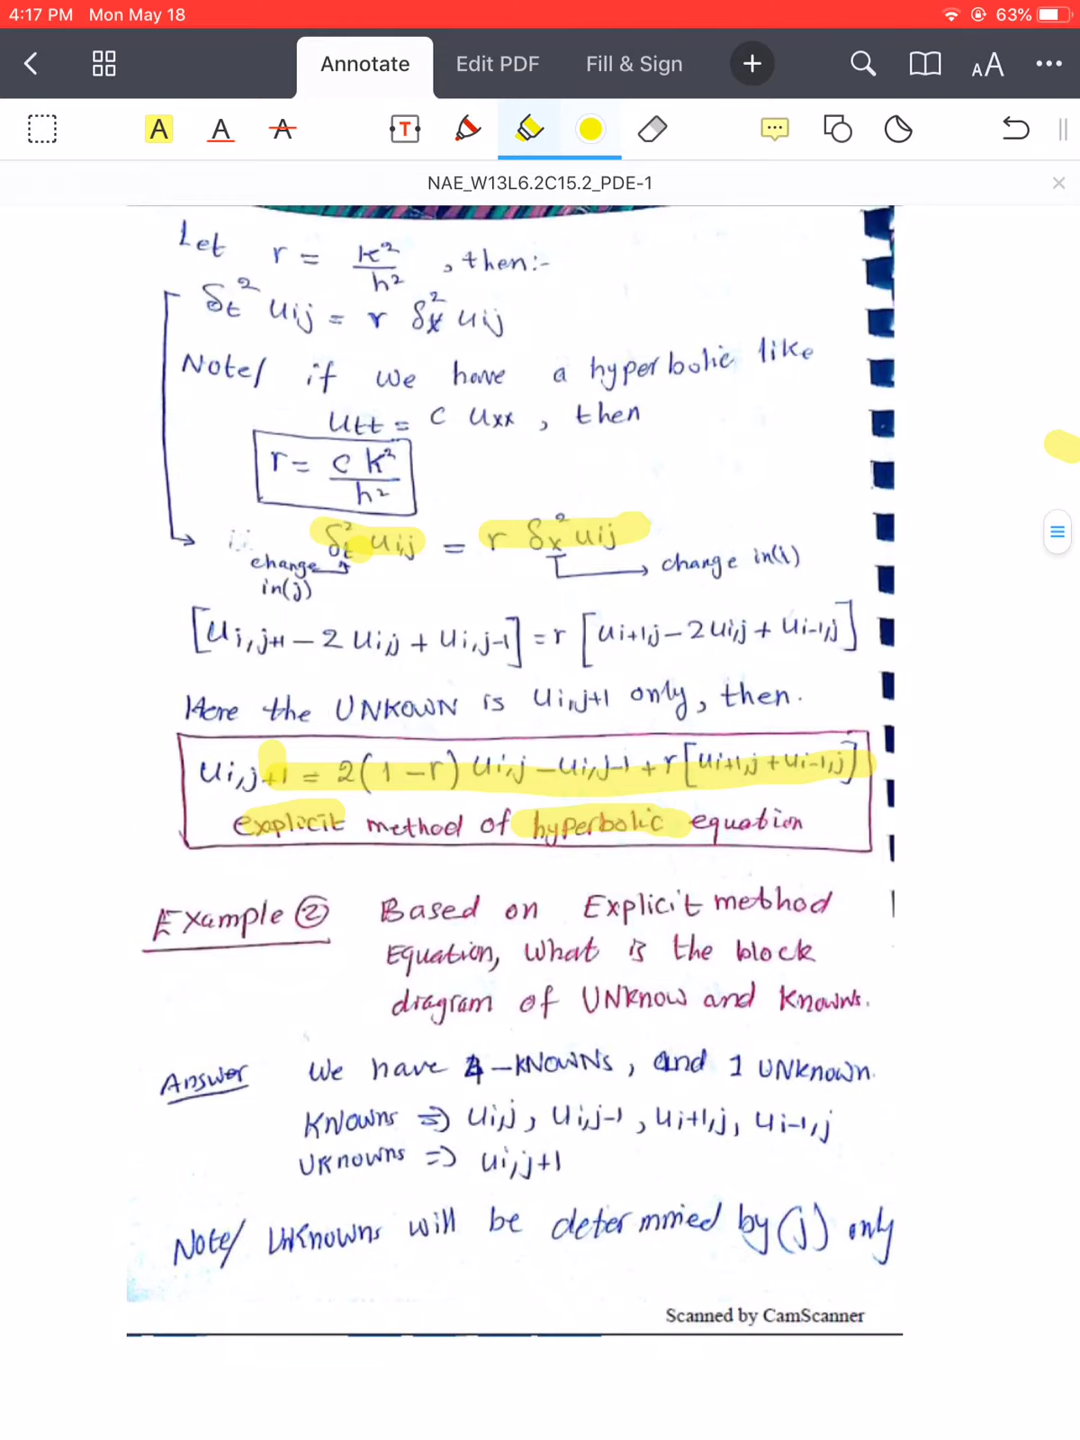 4:17 PM Mon May 18 63%
Annotate Edit PDF Fill & Sign
NAE_W13L6.2C15.2_PDE-1
Let r = k²/h² , then:-
δt² uij = r δx² uij
Note/ if we have a hyperbolic like
utt = c uxx , then
r = c k²/h²
δt² uij = r δx² uij
change in(j) change in(i)
[ui,j+1 − 2 ui,j + ui,j-1] = r [ui+1,j − 2ui,j + ui-1,j]
Here the UNKOWN is ui,j+1 only, then.
ui,j+1 = 2(1−r) ui,j − ui,j-1 + r[ui+1,j + ui-1,j]
explicit method of hyperbolic equation
Example ② Based on Explicit method
Equation, what is the block
diagram of UNKnow and Knowns.
Answer We have 4-KNOWNS, and 1 UNKnown.
KNowns ⇒ ui,j, ui,j-1, ui+1,j, ui-1,j
UKnowns ⇒ ui,j+1
Note/ UnKnowns will be determined by (j) only
Scanned by CamScanner